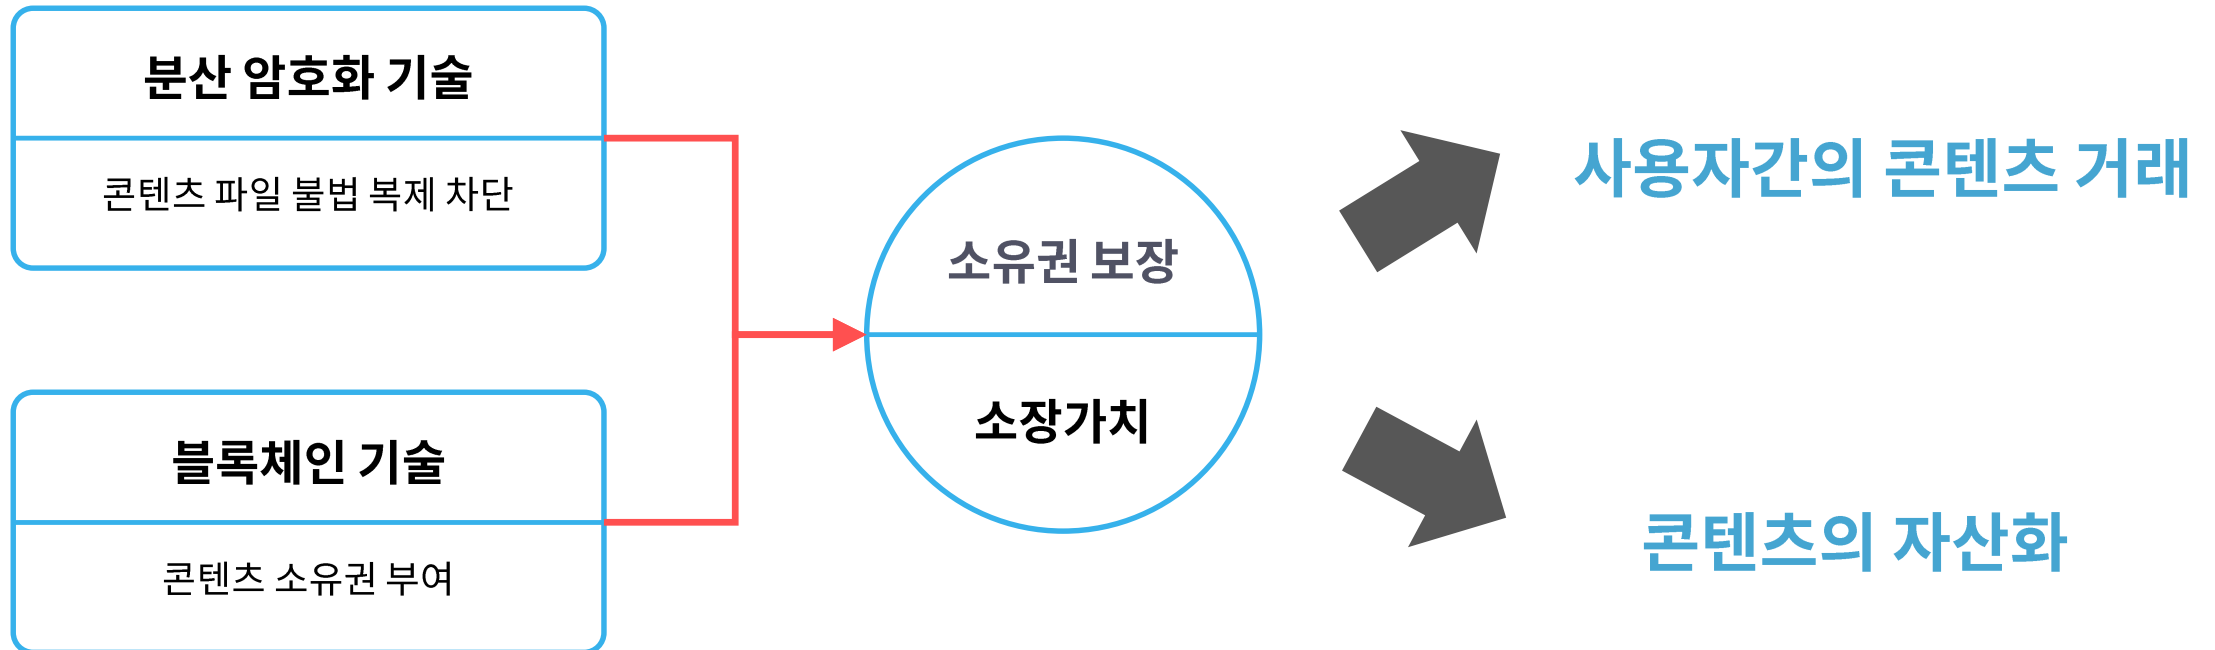 분산 암호화 기술
콘텐츠 파일 불법 복제 차단
블록체인 기술
콘텐츠 소유권 부여
소유권 보장
소장가치
사용자간의 콘텐츠 거래
콘텐츠의 자산화